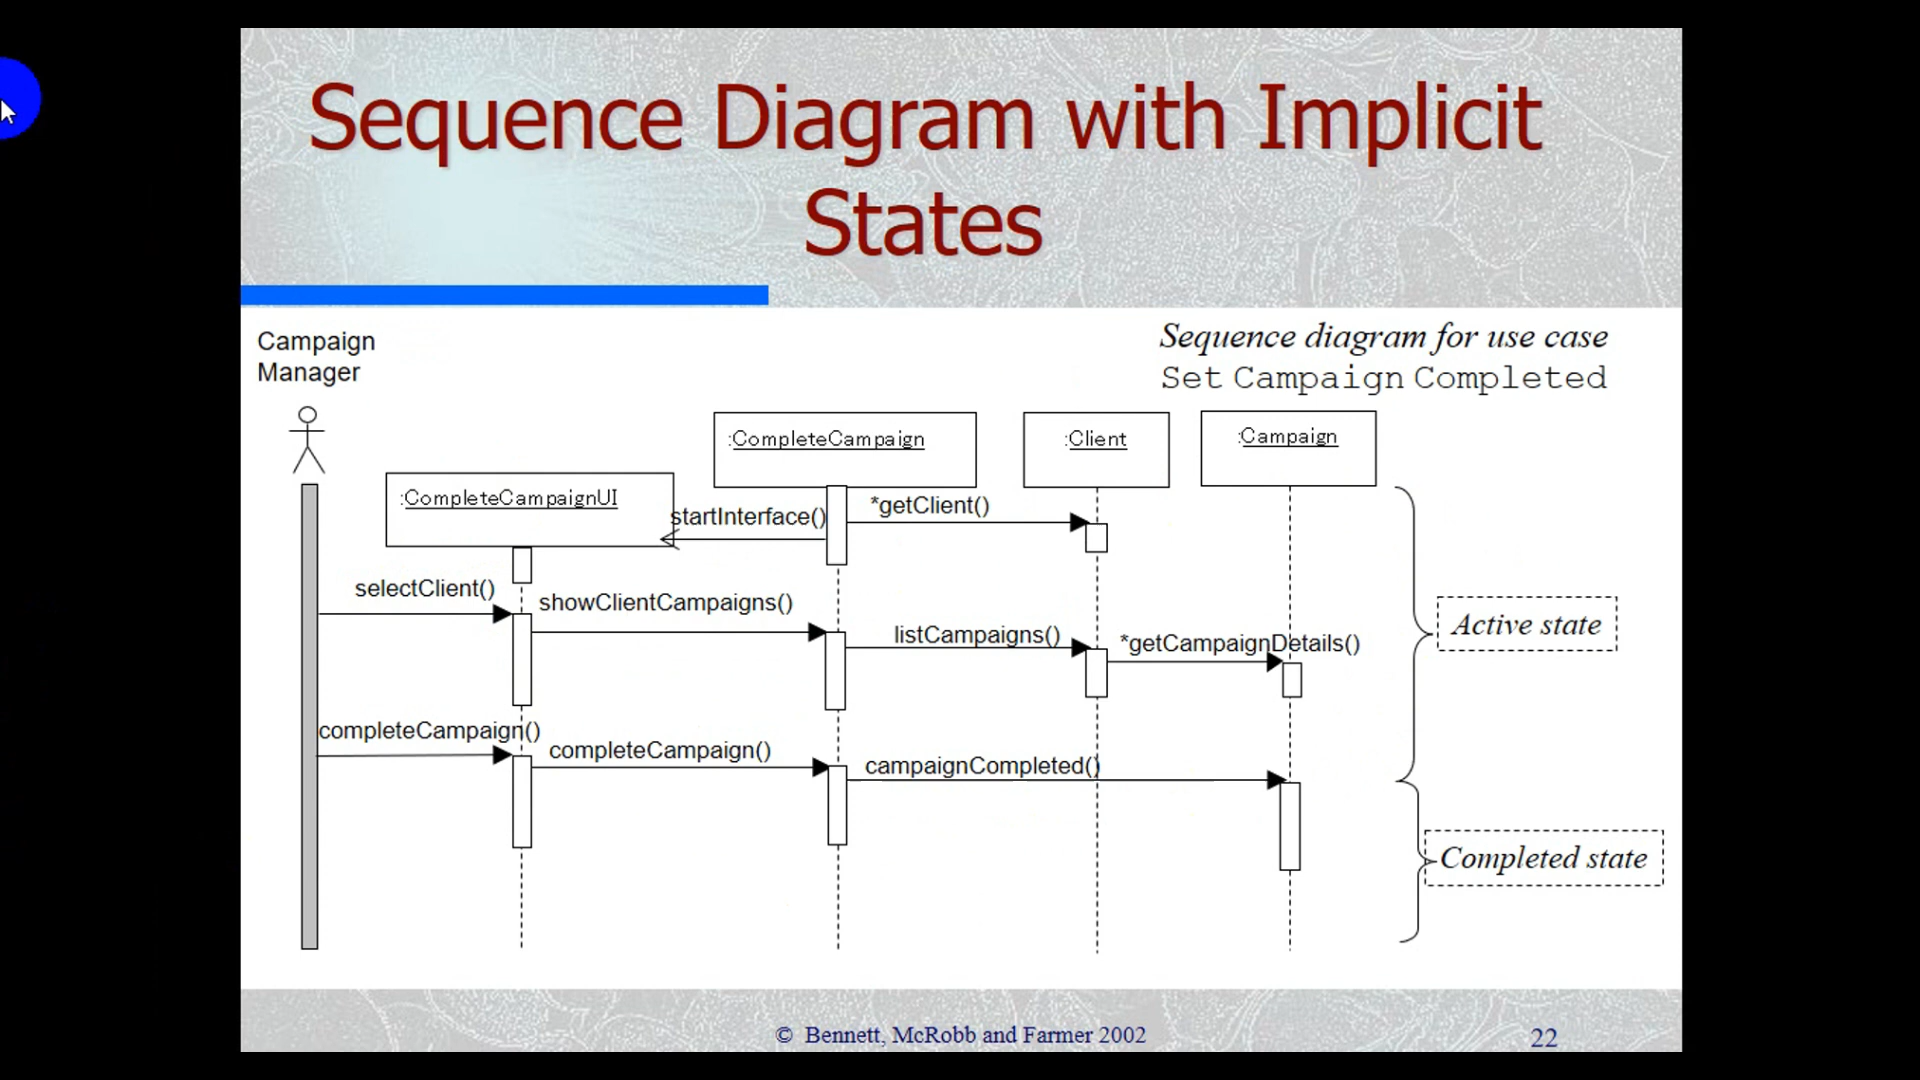 Sequence Diagram with Implicit
States
Campaign
Manager
Sequence diagram for use case
Set Campaign Completed
:CompleteCampaign
:Client
:Campaign
:CompleteCampaignUI
startInterface()
*getClient()
selectClient()
showClientCampaigns()
listCampaigns()
*getCampaignDetails()
Active state
completeCampaign()
completeCampaign()
campaignCompleted()
Completed state
© Bennett, McRobb and Farmer 2002
22